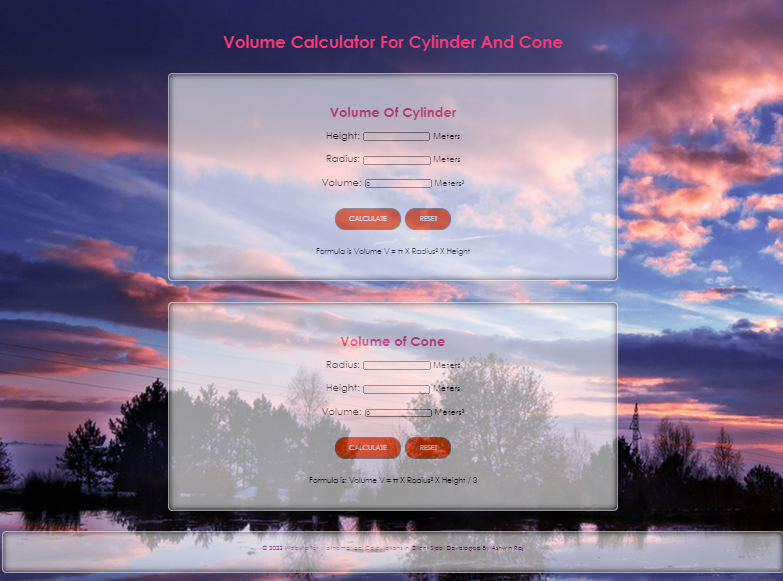 Volume Calculator For Cylinder And Cone
Volume Of Cylinder
Height: Meters
Radius: Meters
Volume: 0 Meters³
CALCULATE RESET
Formula is Volume V = π X Radius² X Height
Volume of Cone
Radius: Meters
Height: Meters
Volume: 0 Meters³
CALCULATE RESET
Formula is: Volume V = π X Radius² X Height / 3
© 2022 Website for Mathematical Calculations in Client Side. Developed By Ashwin Raj